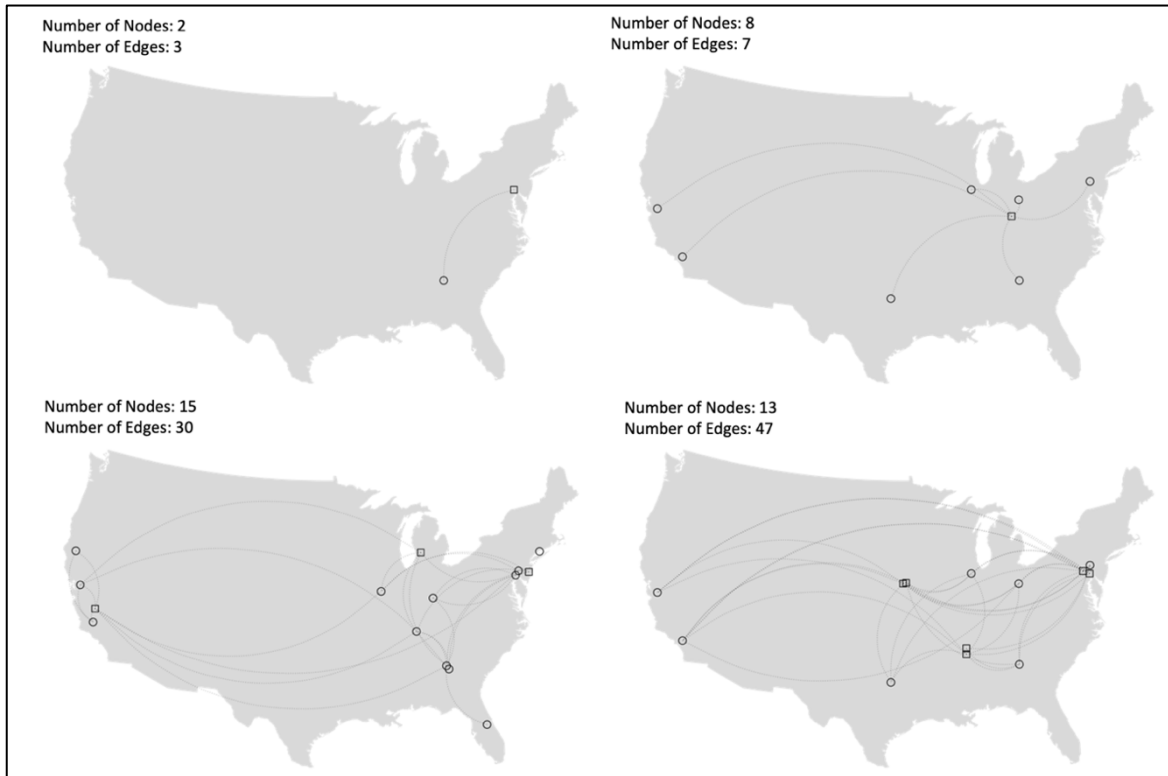 Number of Nodes: 2
Number of Edges: 3
Number of Nodes: 8
Number of Edges: 7
Number of Nodes: 15
Number of Edges: 30
Number of Nodes: 13
Number of Edges: 47